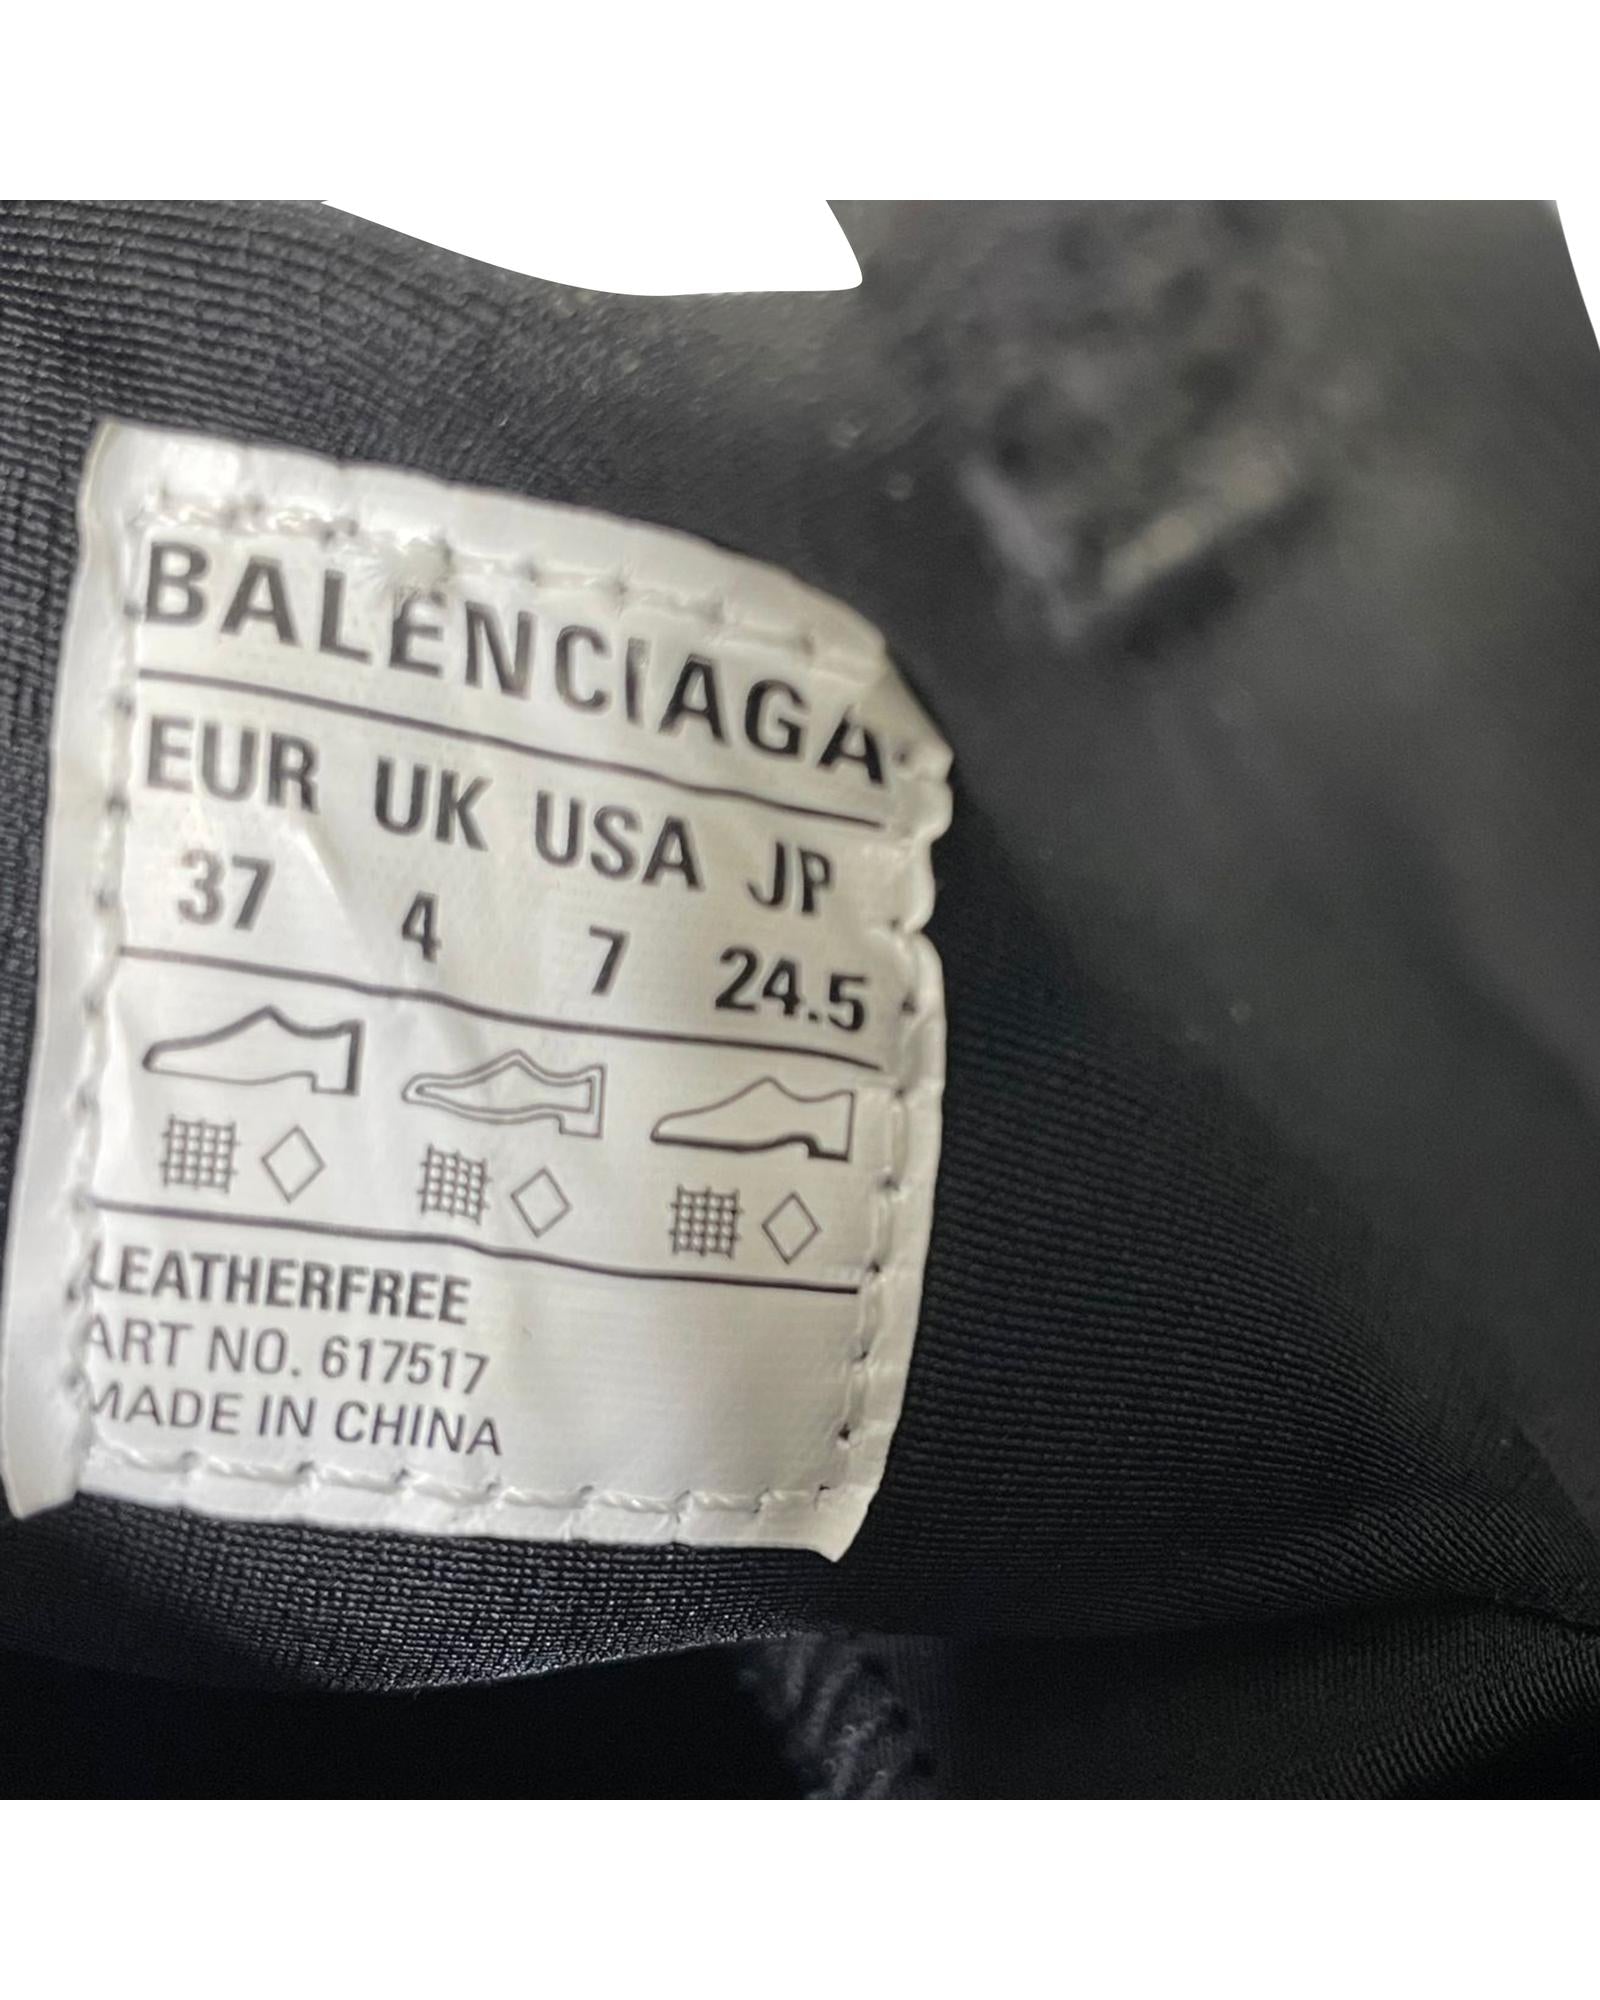 BALENCIAGA
EUR UK USA JP
37 4 7 24.5
LEATHERFREE
ART NO. 617517
MADE IN CHINA